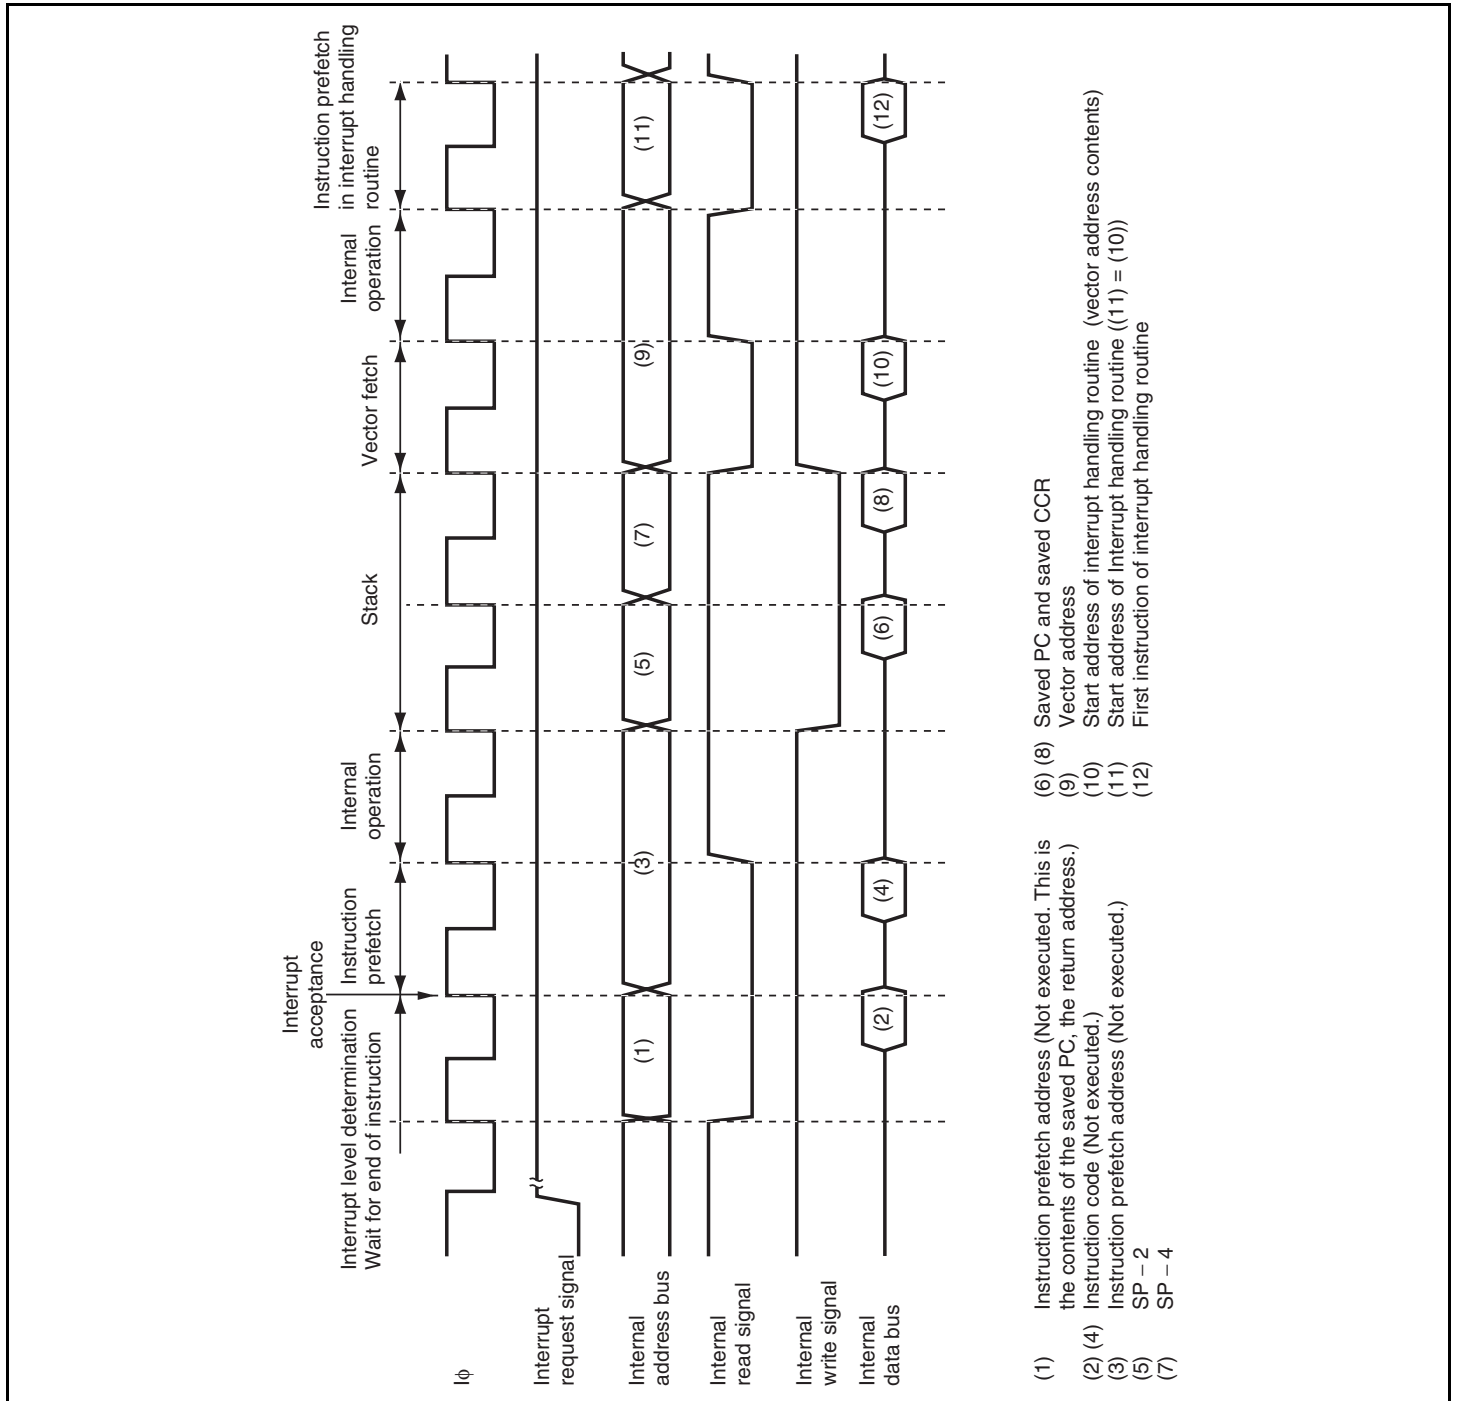 Interrupt
acceptance
Interrupt level determination
Wait for end of instruction
Instruction
prefetch
Internal
operation
Stack
Vector fetch
Internal
operation
Instruction prefetch
in interrupt handling
routine
Iφ
Interrupt
request signal
Internal
address bus
(1)
(3)
(5)
(7)
(9)
(11)
Internal
read signal
Internal
write signal
Internal
data bus
(2)
(4)
(6)
(8)
(10)
(12)
(1) Instruction prefetch address (Not executed. This is
the contents of the saved PC, the return address.)
(2) (4) Instruction code (Not executed.)
(3) Instruction prefetch address (Not executed.)
(5) SP – 2
(7) SP – 4
(6) (8) Saved PC and saved CCR
(9) Vector address
(10) Start address of interrupt handling routine (vector address contents)
(11) Start address of Interrupt handling routine ((11) = (10))
(12) First instruction of interrupt handling routine